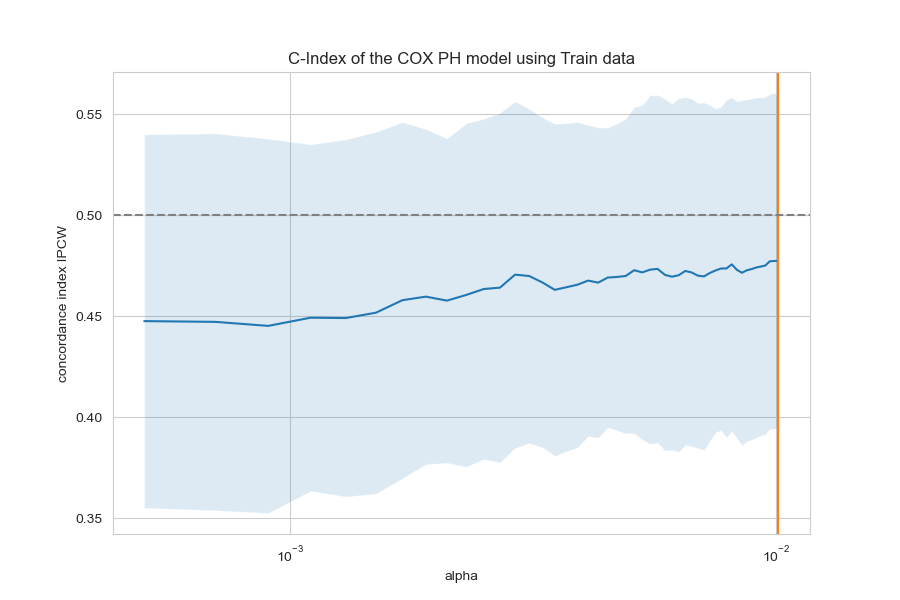 C-Index of the COX PH model using Train data
concordance index IPCW
0.55
0.50
0.45
0.40
0.35
10⁻³
10⁻²
alpha